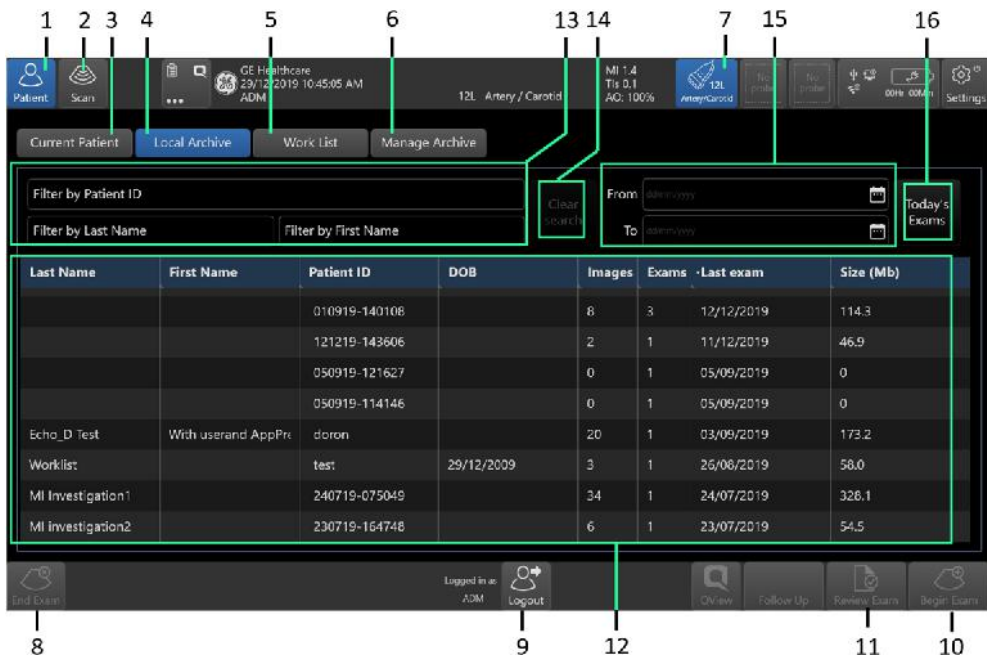 1 2 3 4 5 6 13 14 7 15 16
GE Healthcare
29/12/2019 10:45:05 AM
ADM
12L Artery / Carotid
MI 1.4
TIs 0.1
AO: 100%
12L
Artery/Carotid
No probe
No probe
00Hr 00Min
Patient Scan Settings
Current Patient Local Archive Work List Manage Archive
Filter by Patient ID
Clear search
From dd/mm/yyyy
Today's Exams
Filter by Last Name Filter by First Name
To dd/mm/yyyy
Last Name First Name Patient ID DOB Images Exams Last exam Size (Mb)
010919-140108 8 3 12/12/2019 114.3
121219-143606 2 1 11/12/2019 46.9
050919-121627 0 1 05/09/2019 0
050919-114146 0 1 05/09/2019 0
Echo_D Test With userand AppPre doron 20 1 03/09/2019 173.2
Worklist test 29/12/2009 3 1 26/08/2019 58.0
MI Investigation1 240719-075049 34 1 24/07/2019 328.1
MI investigation2 230719-164748 6 1 23/07/2019 54.5
End Exam
Logged in as
ADM
Logout
QView Follow Up Review Exam Begin Exam
8 9 12 11 10